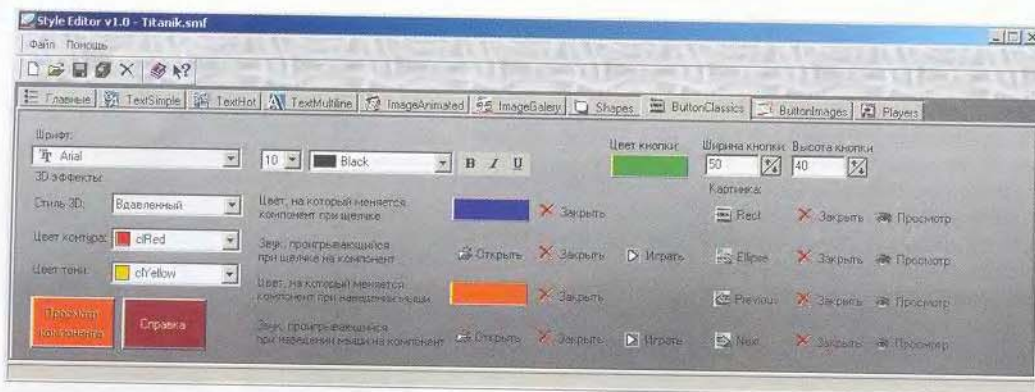 Style Editor v1.0 - Titanik.smf
Файл Помощь
Главные TextSimple TextHot TextMultiline ImageAnimated ImageGalery Shapes ButtonClassics ButtonImages Players
Шрифт: Цвет кнопки: Ширина кнопки: Высота кнопки
Arial 10 Black B I U 50 40
3D эффекты: Картинка:
Стиль 3D: Вдавленный Цвет, на который меняется компонент при щелчке Закрыть Rect Закрыть Просмотр
Цвет контура: clRed Звук, проигрывающийся при щелчке на компонент Открыть Закрыть Играть Ellipse Закрыть Просмотр
Цвет тени: clYellow Цвет, на который меняется компонент при наведении мыши Закрыть Previous Закрыть Просмотр
Просмотр компонента Справка Звук, проигрывающийся при наведении мыши на компонент Открыть Закрыть Играть Next Закрыть Просмотр